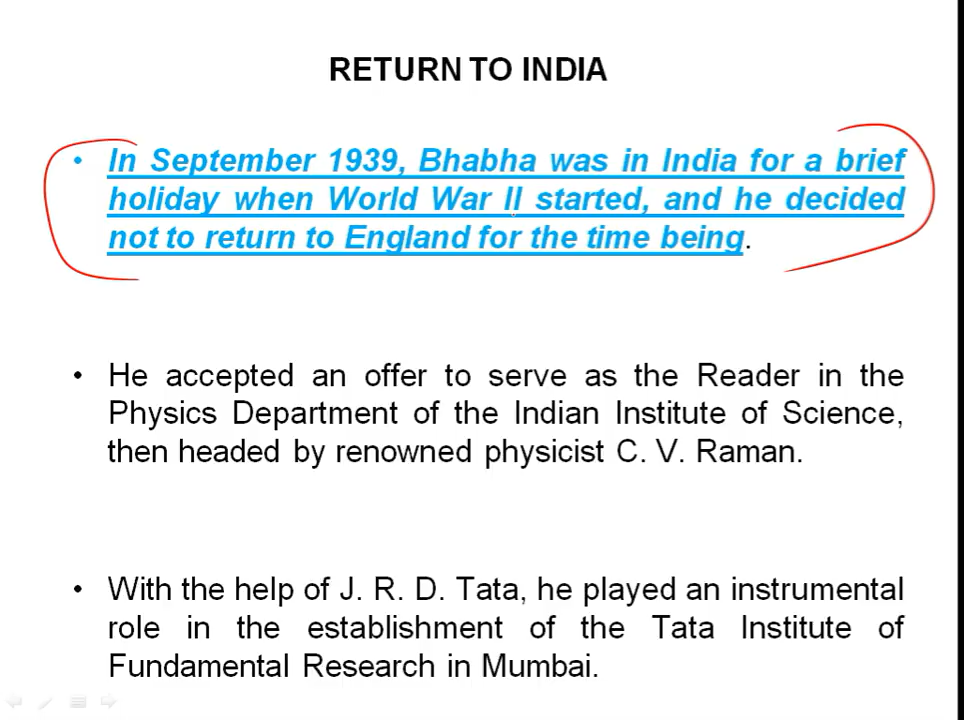 RETURN TO INDIA
• In September 1939, Bhabha was in India for a brief
holiday when World War II started, and he decided
not to return to England for the time being.
• He accepted an offer to serve as the Reader in the
Physics Department of the Indian Institute of Science,
then headed by renowned physicist C. V. Raman.
• With the help of J. R. D. Tata, he played an instrumental
role in the establishment of the Tata Institute of
Fundamental Research in Mumbai.